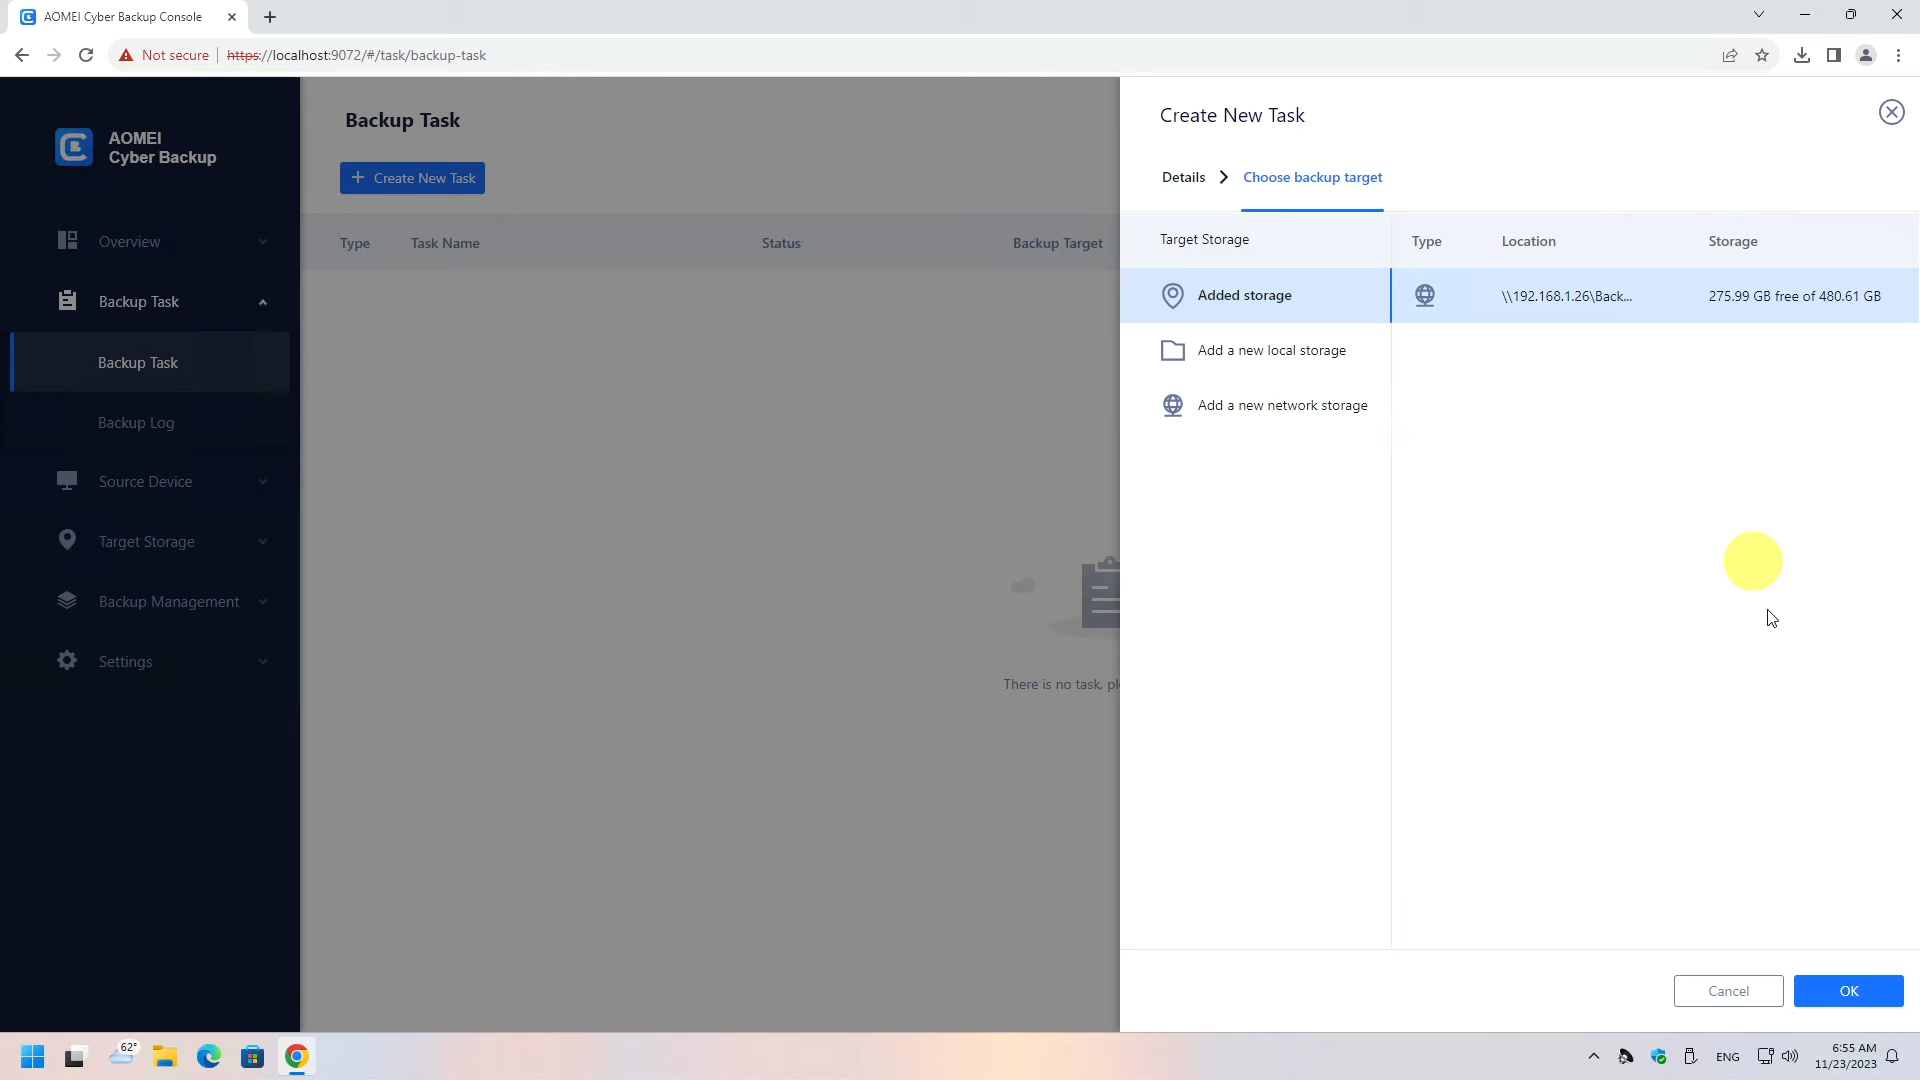 AOMEI Cyber Backup Console
Not secure
https://localhost:9072/#/task/backup-task
AOMEI
Cyber Backup
Overview
Backup Task
Backup Task
Backup Log
Source Device
Target Storage
Backup Management
Settings
Backup Task
Create New Task
Type Task Name Status Backup Target
There is no task, pl
Create New Task
Details Choose backup target
Target Storage
Added storage
Add a new local storage
Add a new network storage
Type Location Storage
\\192.168.1.26\Back... 275.99 GB free of 480.61 GB
Cancel OK
62°
ENG
6:55 AM
11/23/2023